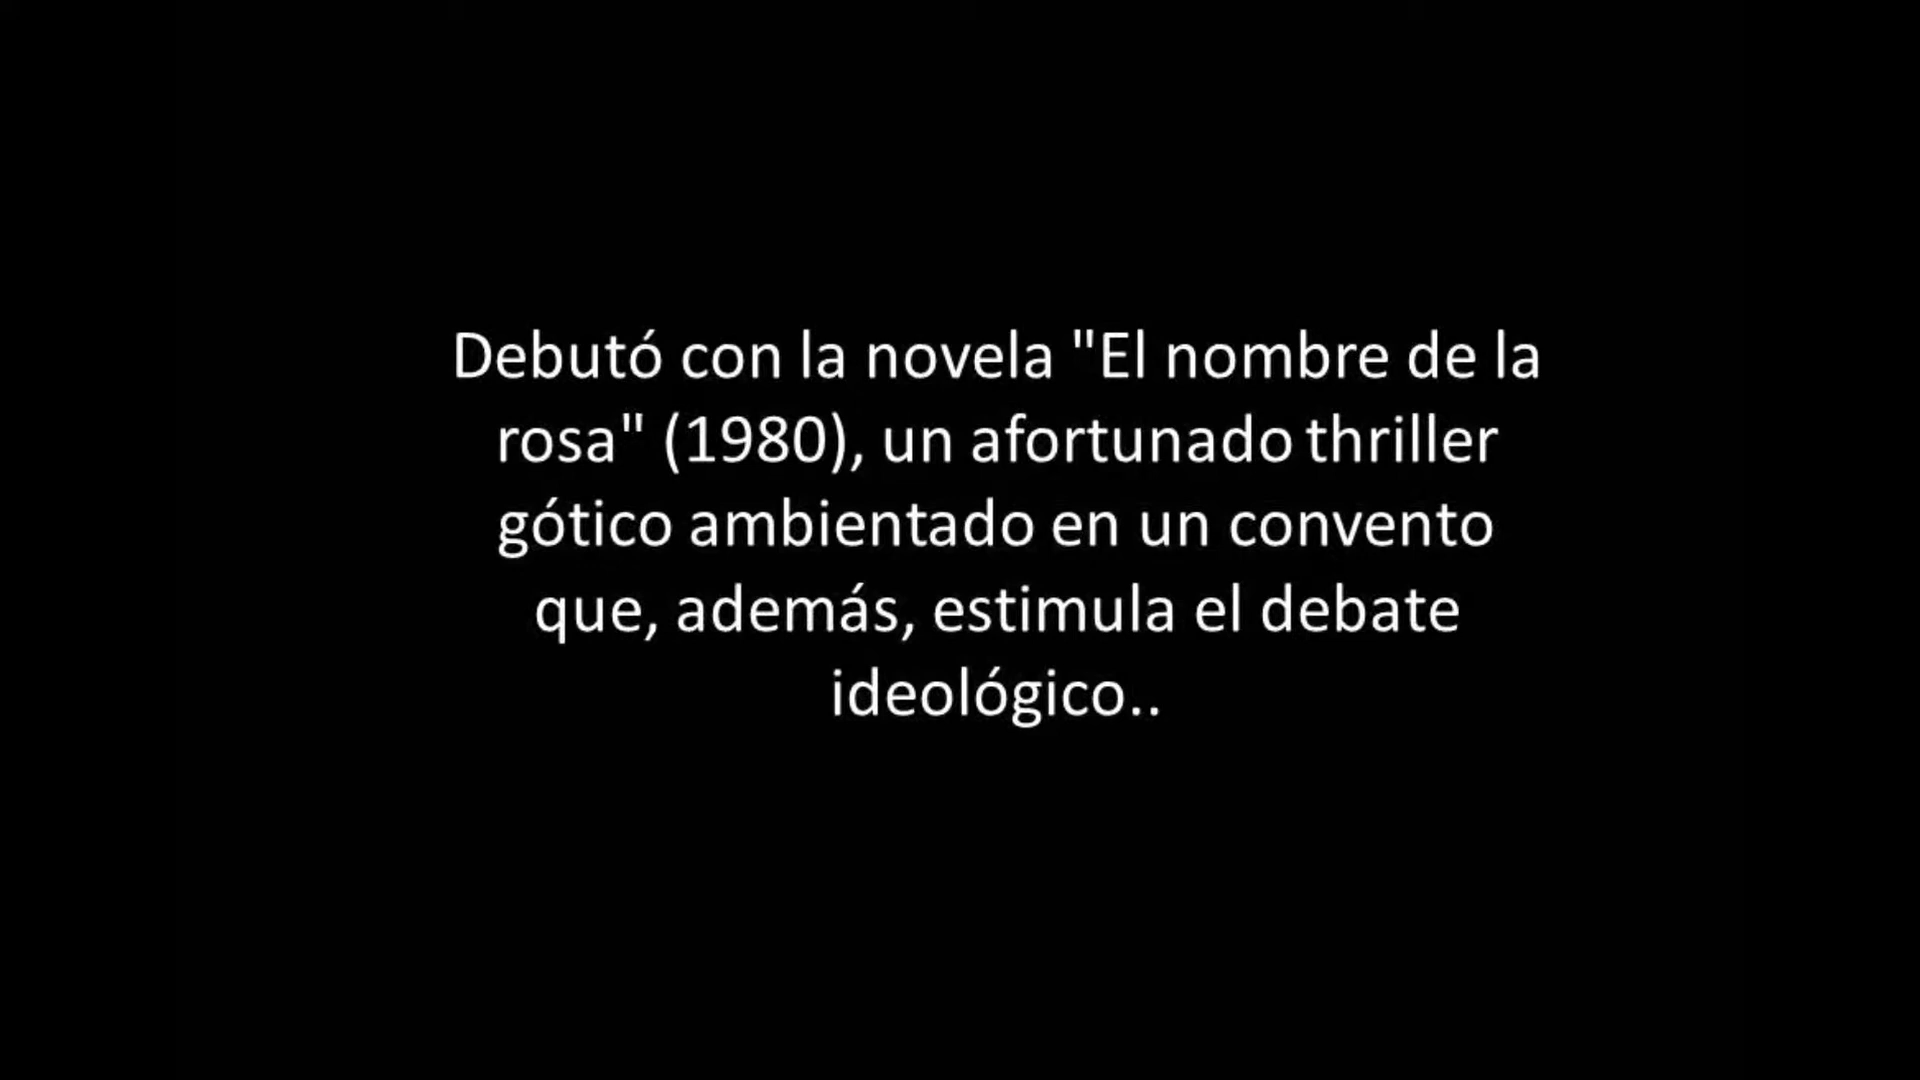 Debutó con la novela "El nombre de la
rosa" (1980), un afortunado thriller
gótico ambientado en un convento
que, además, estimula el debate
ideológico..